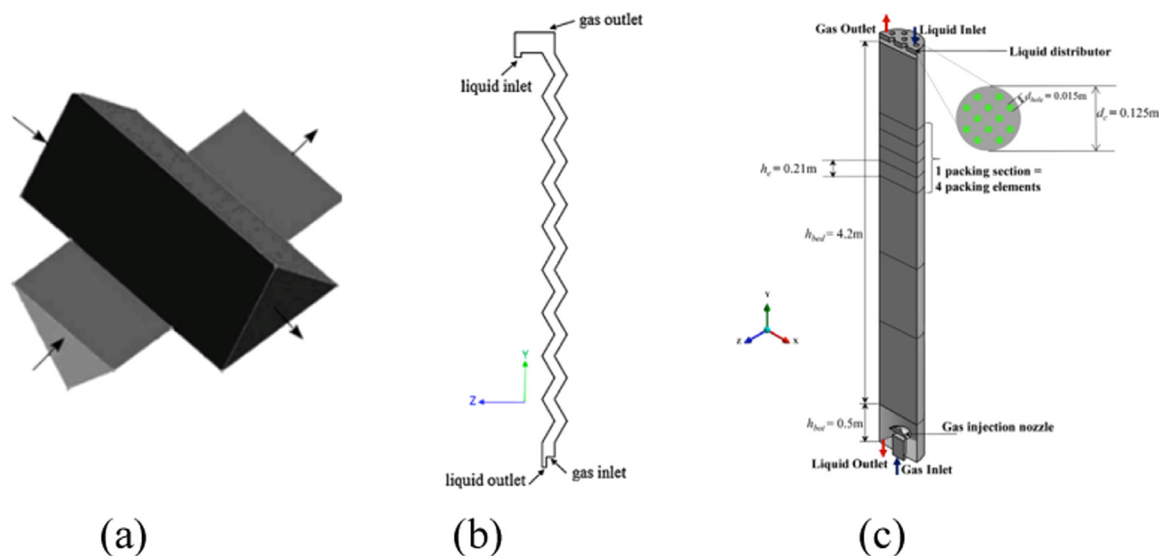 gas outlet
liquid inlet
Y
Z
liquid outlet
gas inlet
Gas Outlet
Liquid Inlet
Liquid distributor
d_hole = 0.015m
d_c = 0.125m
h_e = 0.21m
1 packing section =
4 packing elements
h_bed = 4.2m
Y
Z
X
h_bot = 0.5m
Gas injection nozzle
Liquid Outlet
Gas Inlet
(a)
(b)
(c)